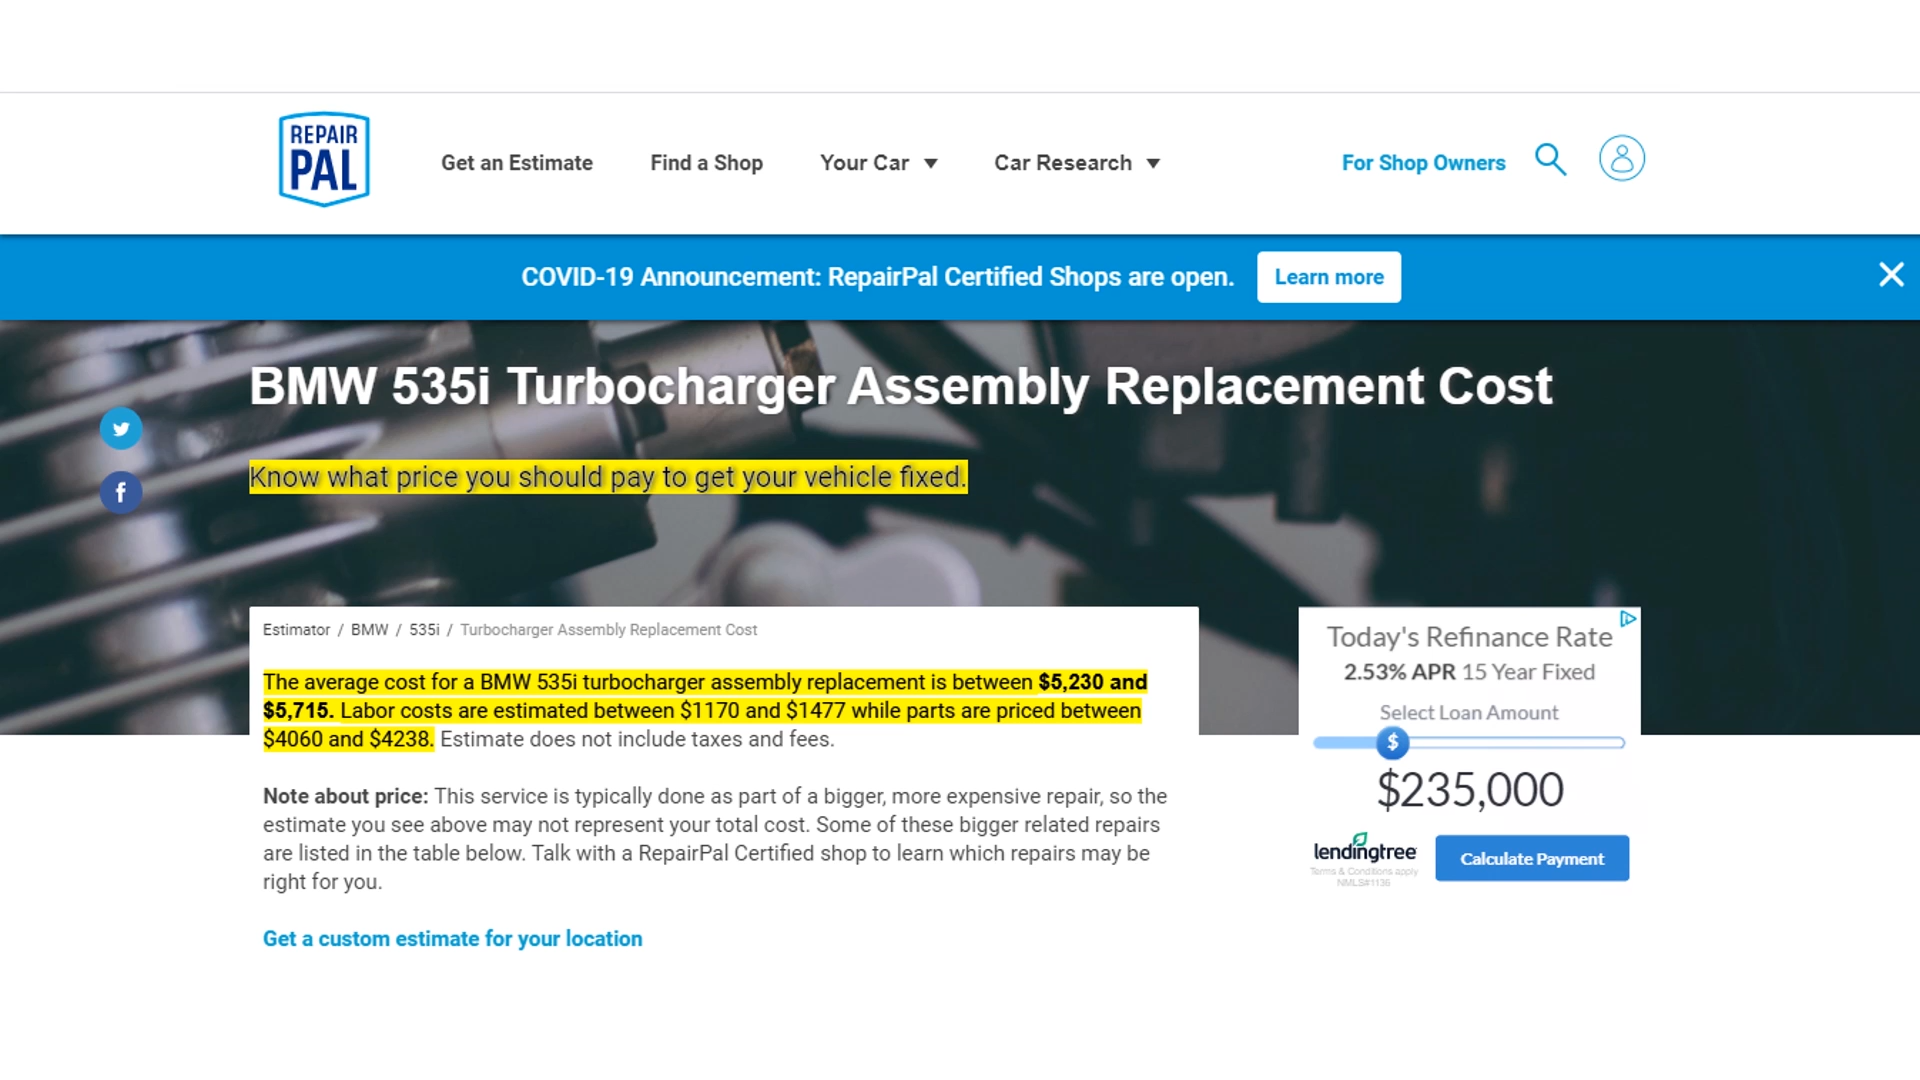 REPAIR
PAL
Get an Estimate
Find a Shop
Your Car
Car Research
For Shop Owners
COVID-19 Announcement: RepairPal Certified Shops are open.
Learn more
BMW 535i Turbocharger Assembly Replacement Cost
Know what price you should pay to get your vehicle fixed.
Estimator / BMW / 535i / Turbocharger Assembly Replacement Cost
The average cost for a BMW 535i turbocharger assembly replacement is between $5,230 and
$5,715. Labor costs are estimated between $1170 and $1477 while parts are priced between
$4060 and $4238. Estimate does not include taxes and fees.
Note about price: This service is typically done as part of a bigger, more expensive repair, so the
estimate you see above may not represent your total cost. Some of these bigger related repairs
are listed in the table below. Talk with a RepairPal Certified shop to learn which repairs may be
right for you.
Get a custom estimate for your location
Today's Refinance Rate
2.53% APR 15 Year Fixed
Select Loan Amount
$
$235,000
lendingtree
Terms & Conditions apply
NMLS#1136
Calculate Payment